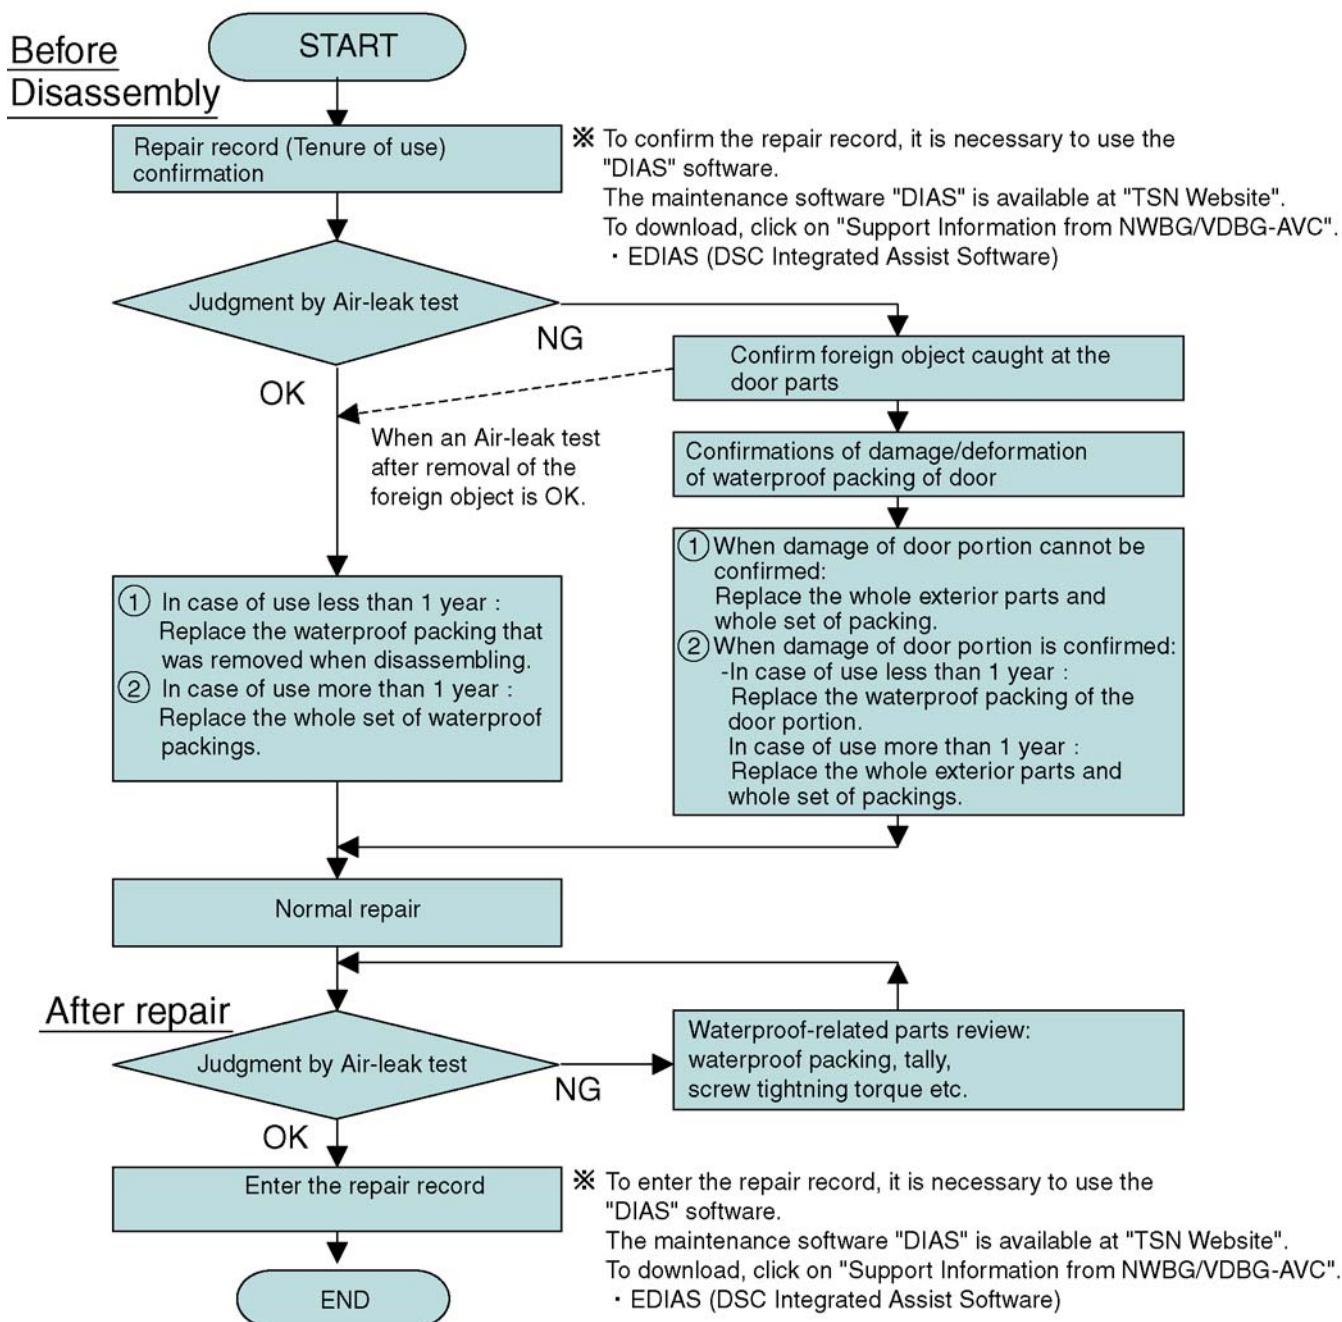 START
Before
Disassembly
Repair record (Tenure of use)
confirmation
※ To confirm the repair record, it is necessary to use the
"DIAS" software.
The maintenance software "DIAS" is available at "TSN Website".
To download, click on "Support Information from NWBG/VDBG-AVC".
・ EDIAS (DSC Integrated Assist Software)
Judgment by Air-leak test
NG
OK
Confirm foreign object caught at the
door parts
When an Air-leak test
after removal of the
foreign object is OK.
Confirmations of damage/deformation
of waterproof packing of door
① In case of use less than 1 year :
Replace the waterproof packing that
was removed when disassembling.
② In case of use more than 1 year :
Replace the whole set of waterproof
packings.
① When damage of door portion cannot be
confirmed:
Replace the whole exterior parts and
whole set of packing.
② When damage of door portion is confirmed:
-In case of use less than 1 year :
Replace the waterproof packing of the
door portion.
In case of use more than 1 year :
Replace the whole exterior parts and
whole set of packings.
Normal repair
After repair
Judgment by Air-leak test
NG
OK
Waterproof-related parts review:
waterproof packing, tally,
screw tightning torque etc.
Enter the repair record
※ To enter the repair record, it is necessary to use the
"DIAS" software.
The maintenance software "DIAS" is available at "TSN Website".
To download, click on "Support Information from NWBG/VDBG-AVC".
・ EDIAS (DSC Integrated Assist Software)
END